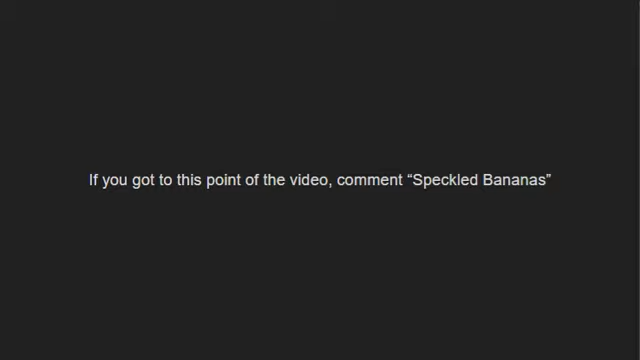 If you got to this point of the video, comment “Speckled Bananas”